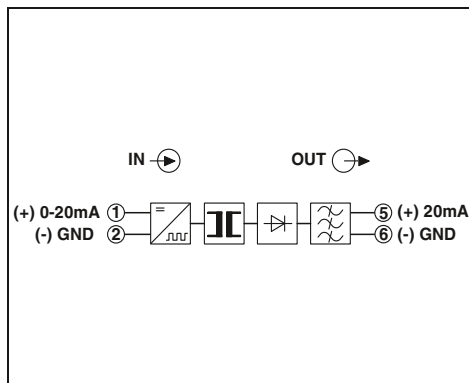 IN OUT
(+) 0-20mA 1 5 (+) 20mA
(-) GND 2 6 (-) GND